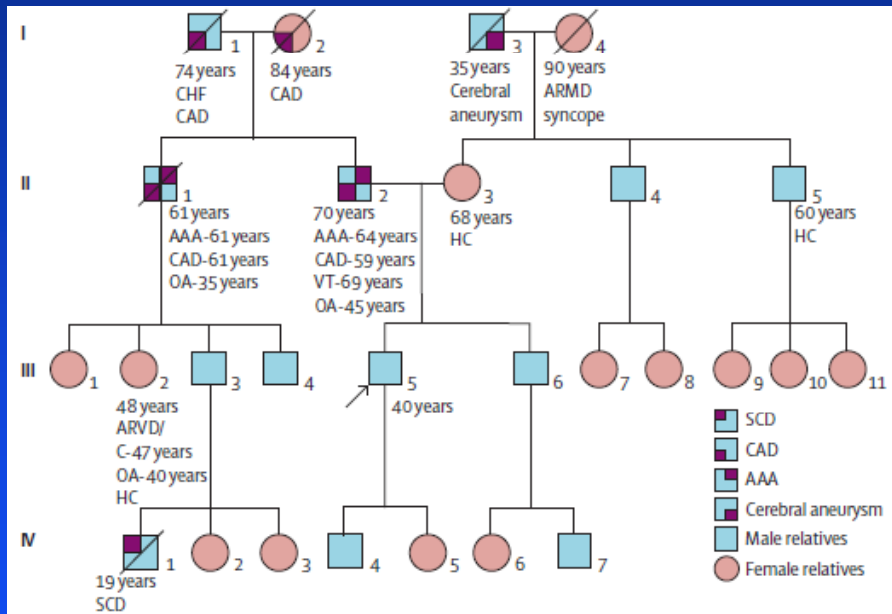 I
1
2
3
4
74 years
CHF
CAD
84 years
CAD
35 years
Cerebral
aneurysm
90 years
ARMD
syncope
II
1
2
3
4
5
61 years
AAA-61 years
CAD-61 years
OA-35 years
70 years
AAA-64 years
CAD-59 years
VT-69 years
OA-45 years
68 years
HC
60 years
HC
III
1
2
3
4
5
6
7
8
9
10
11
48 years
ARVD/
C-47 years
OA-40 years
HC
40 years
SCD
CAD
AAA
Cerebral aneurysm
Male relatives
Female relatives
IV
1
2
3
4
5
6
7
19 years
SCD